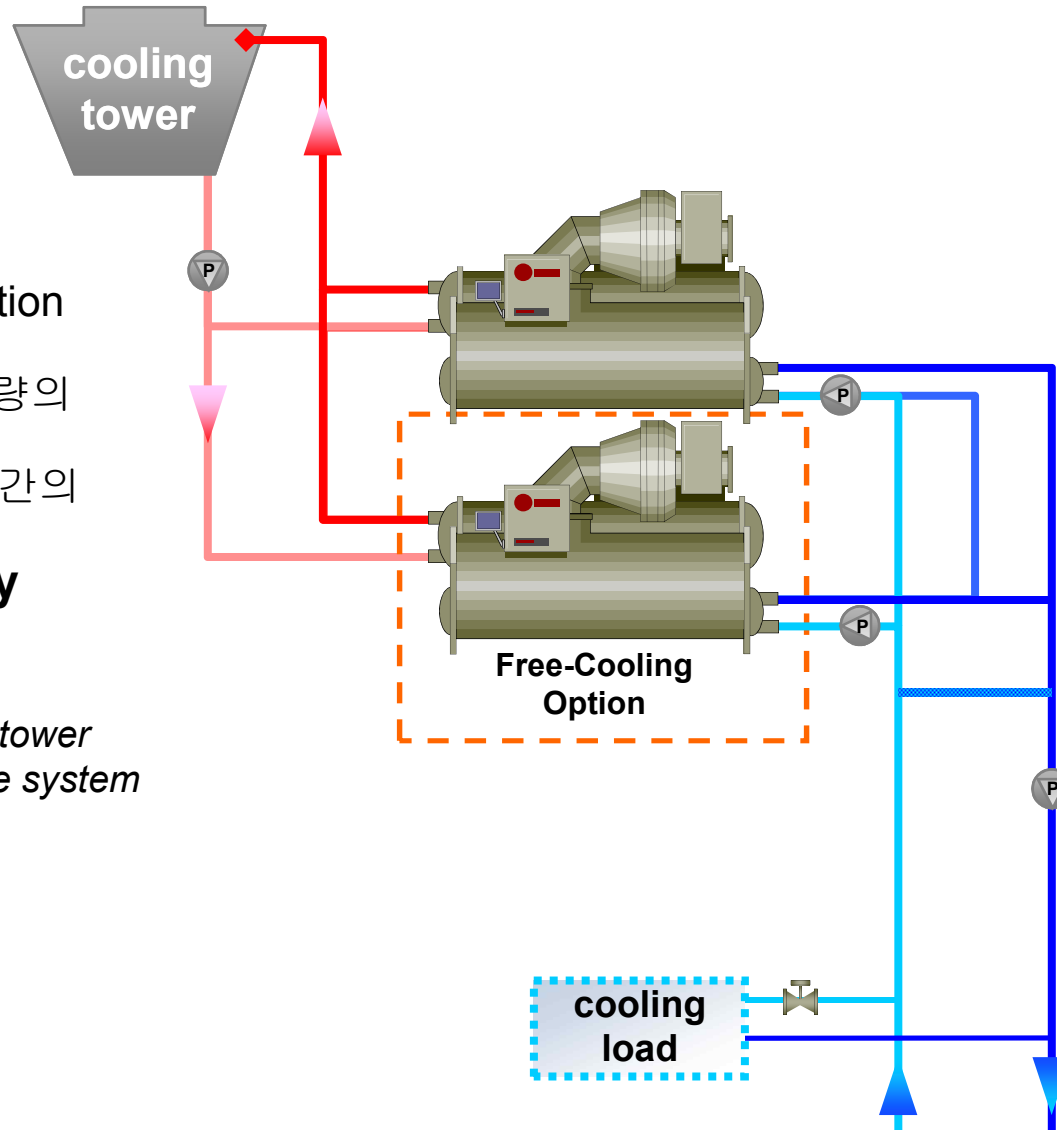 cooling
tower
P
tion
량의
간의
y
tower
e system
P
P
Free-Cooling
Option
P
cooling
load